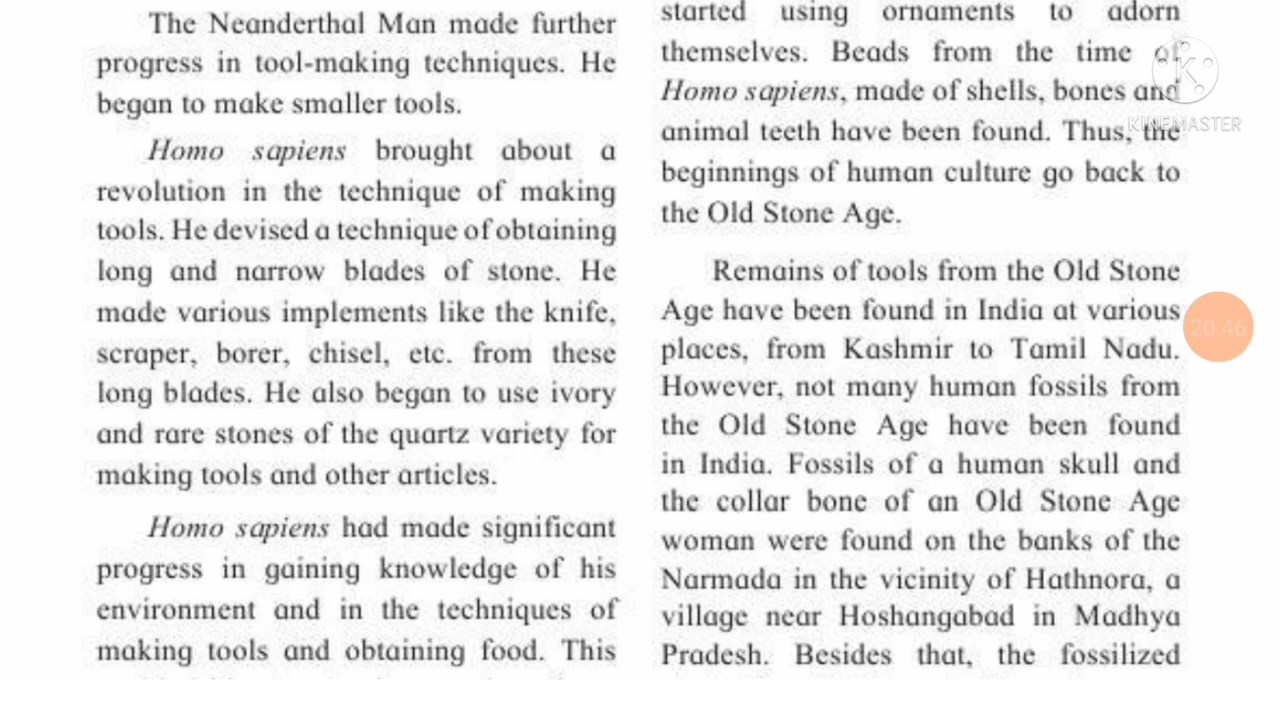 The Neanderthal Man made further
progress in tool-making techniques. He
began to make smaller tools.
Homo sapiens brought about a
revolution in the technique of making
tools. He devised a technique of obtaining
long and narrow blades of stone. He
made various implements like the knife,
scraper, borer, chisel, etc. from these
long blades. He also began to use ivory
and rare stones of the quartz variety for
making tools and other articles.
Homo sapiens had made significant
progress in gaining knowledge of his
environment and in the techniques of
making tools and obtaining food. This
started using ornaments to adorn
themselves. Beads from the time of
Homo sapiens, made of shells, bones and
animal teeth have been found. Thus, the
beginnings of human culture go back to
the Old Stone Age.
Remains of tools from the Old Stone
Age have been found in India at various
places, from Kashmir to Tamil Nadu.
However, not many human fossils from
the Old Stone Age have been found
in India. Fossils of a human skull and
the collar bone of an Old Stone Age
woman were found on the banks of the
Narmada in the vicinity of Hathnora, a
village near Hoshangabad in Madhya
Pradesh. Besides that, the fossilized
K
KINEMASTER
20:46